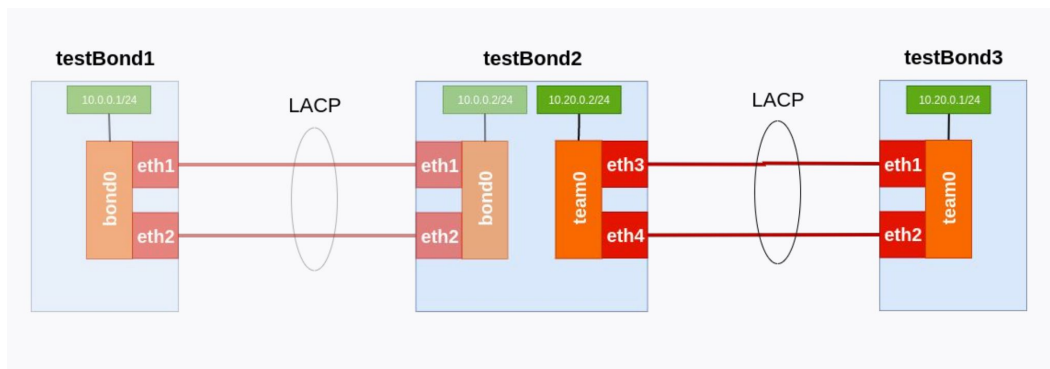 testBond1
testBond2
testBond3
10.0.0.1/24
10.0.0.2/24
10.20.0.2/24
10.20.0.1/24
LACP
LACP
bond0
eth1
eth2
eth1
eth2
bond0
team0
eth3
eth4
eth1
eth2
team0